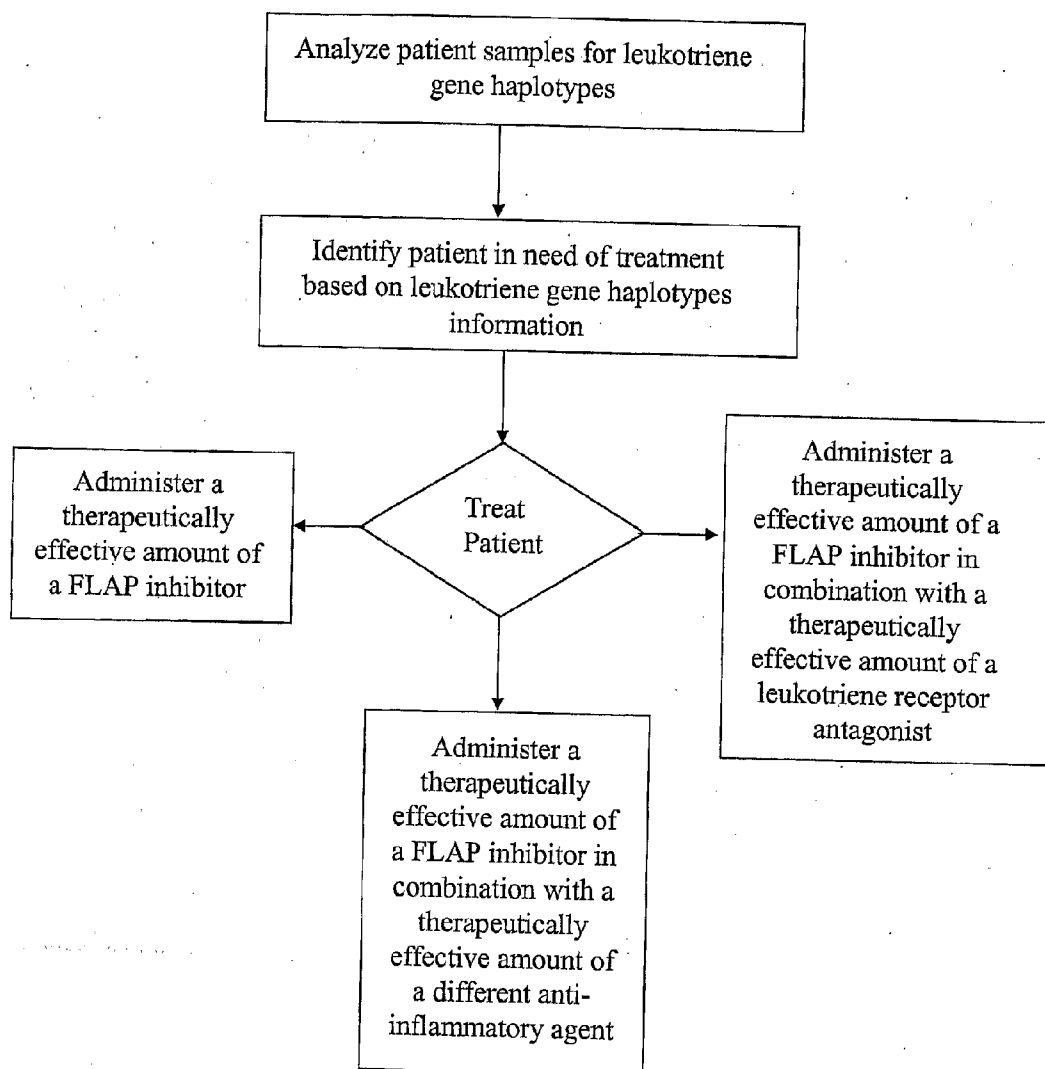 Analyze patient samples for leukotriene
gene haplotypes
Identify patient in need of treatment
based on leukotriene gene haplotypes
information
Treat
Patient
Administer a
therapeutically
effective amount of
a FLAP inhibitor
Administer a
therapeutically
effective amount of a
FLAP inhibitor in
combination with a
therapeutically
effective amount of a
leukotriene receptor
antagonist
Administer a
therapeutically
effective amount of
a FLAP inhibitor in
combination with a
therapeutically
effective amount of
a different anti-
inflammatory agent